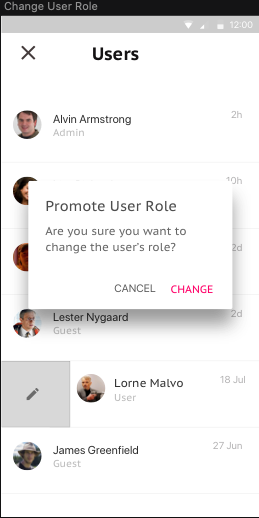 Change User Role
12:00
Users
Alvin Armstrong
2h
Admin
10h
Promote User Role
Are you sure you want to
change the user's role?
2d
CANCEL
CHANGE
Lester Nygaard
2d
Guest
Lorne Malvo
18 Jul
User
James Greenfield
27 Jun
Guest